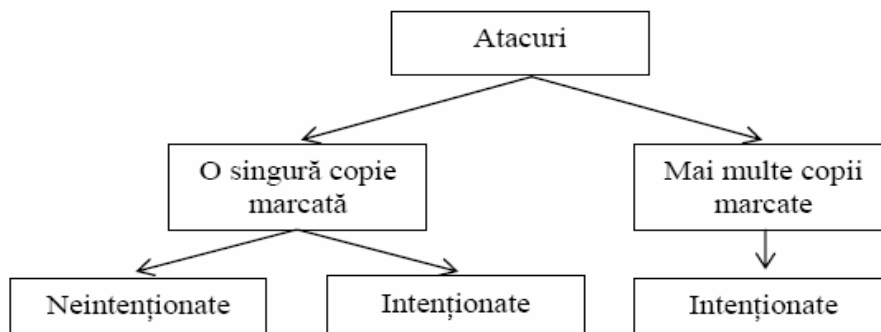 Atacuri
O singură copie
marcată
Mai multe copii
marcate
Neintenționate
Intenționate
Intenționate